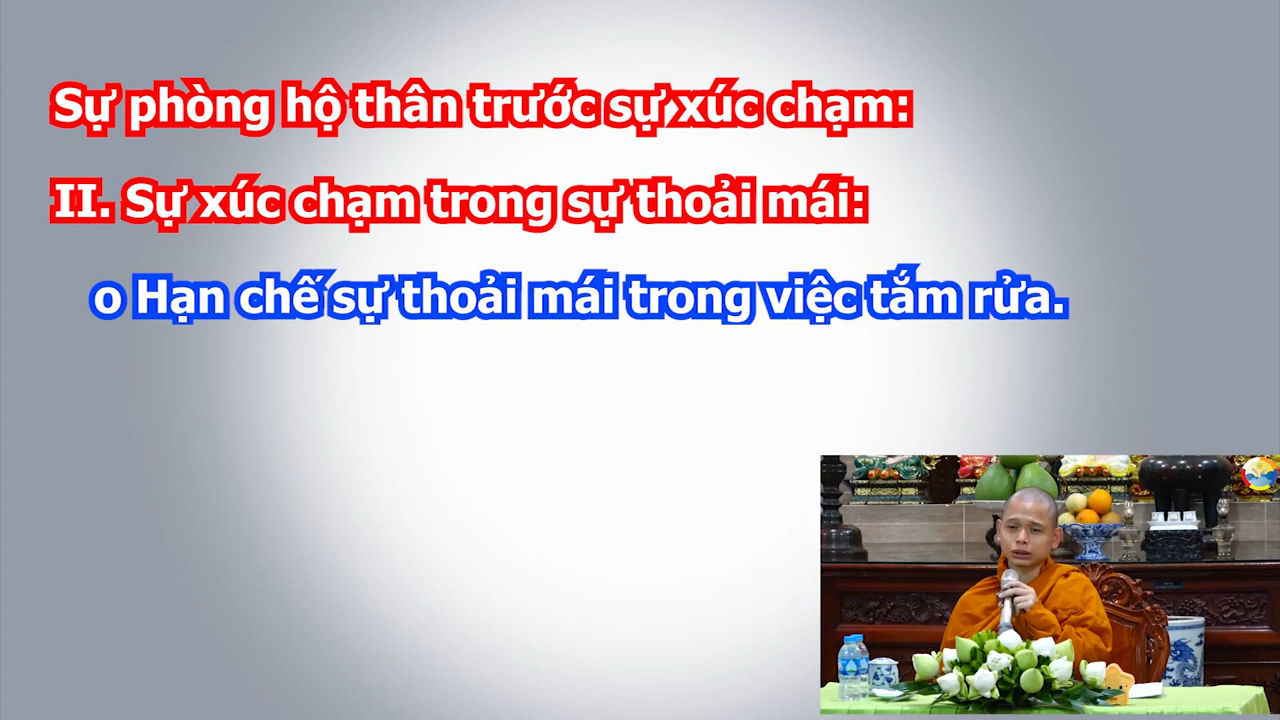 Sự phòng hộ thân trước sự xúc chạm:
II. Sự xúc chạm trong sự thoải mái:
o Hạn chế sự thoải mái trong việc tắm rửa.